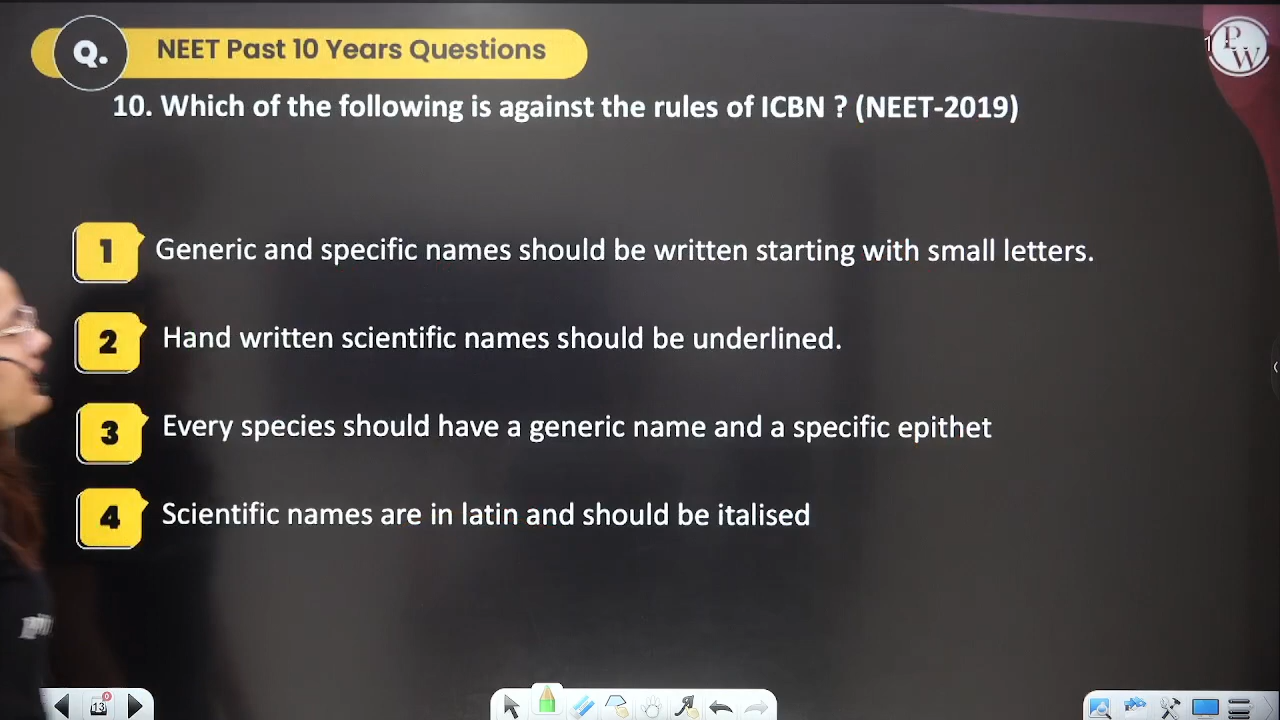 Q.
NEET Past 10 Years Questions
PW
10. Which of the following is against the rules of ICBN ? (NEET-2019)
1 Generic and specific names should be written starting with small letters.
2 Hand written scientific names should be underlined.
3 Every species should have a generic name and a specific epithet
4 Scientific names are in latin and should be italised
13
0